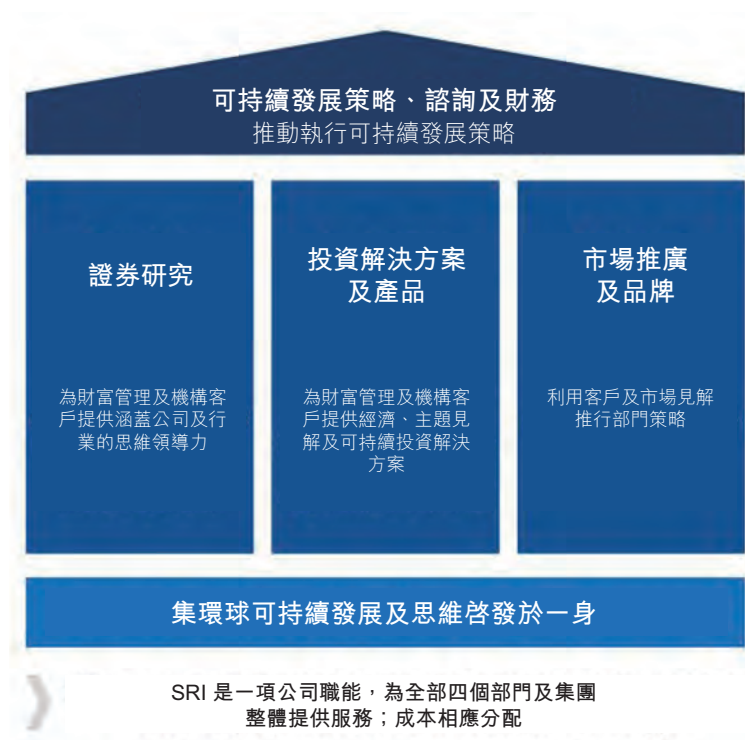 可持續發展策略、諮詢及財務
推動執行可持續發展策略
證券研究
為財富管理及機構客
戶提供涵蓋公司及行
業的思維領導力
投資解決方案
及產品
為財富管理及機構客
戶提供經濟、主題見
解及可持續投資解決
方案
市場推廣
及品牌
利用客戶及市場見解
推行部門策略
集環球可持續發展及思維啓發於一身
SRI 是一項公司職能，為全部四個部門及集團
整體提供服務；成本相應分配